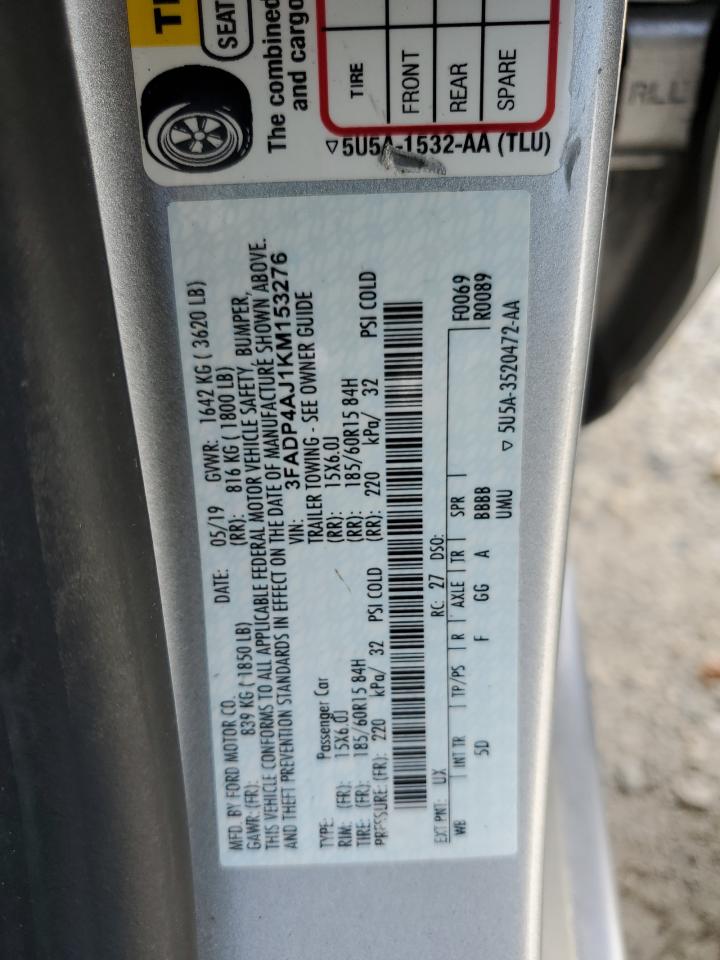 TI
SEAT
The combined
and cargo
TIRE
FRONT
REAR
SPARE
▽5U5A-1532-AA (TLU)
MFD. BY FORD MOTOR CO.
DATE: 05/19 GVWR: 1642 KG ( 3620 LB)
GAWR: (FR): 839 KG ( 1850 LB) (RR): 816 KG ( 1800 LB)
THIS VEHICLE CONFORMS TO ALL APPLICABLE FEDERAL MOTOR VEHICLE SAFETY, BUMPER,
AND THEFT PREVENTION STANDARDS IN EFFECT ON THE DATE OF MANUFACTURE SHOWN ABOVE.
VIN: 3FADP4AJ1KM153276
TYPE: Passenger Car TRAILER TOWING - SEE OWNER GUIDE
RIM: (FR): 15X6.0J (RR): 15X6.0J
TIRE: (FR): 185/60R15 84H (RR): 185/60R15 84H
PRESSURE: (FR): 220 kPa/ 32 PSI COLD (RR): 220 kPa/ 32 PSI COLD
EXT PNT: UX RC: 27 DSO: F0069
WB INT TR TP/PS R AXLE TR SPR R0089
5D F GG A BBBB
UMU
▽ 5U5A-3520472-AA